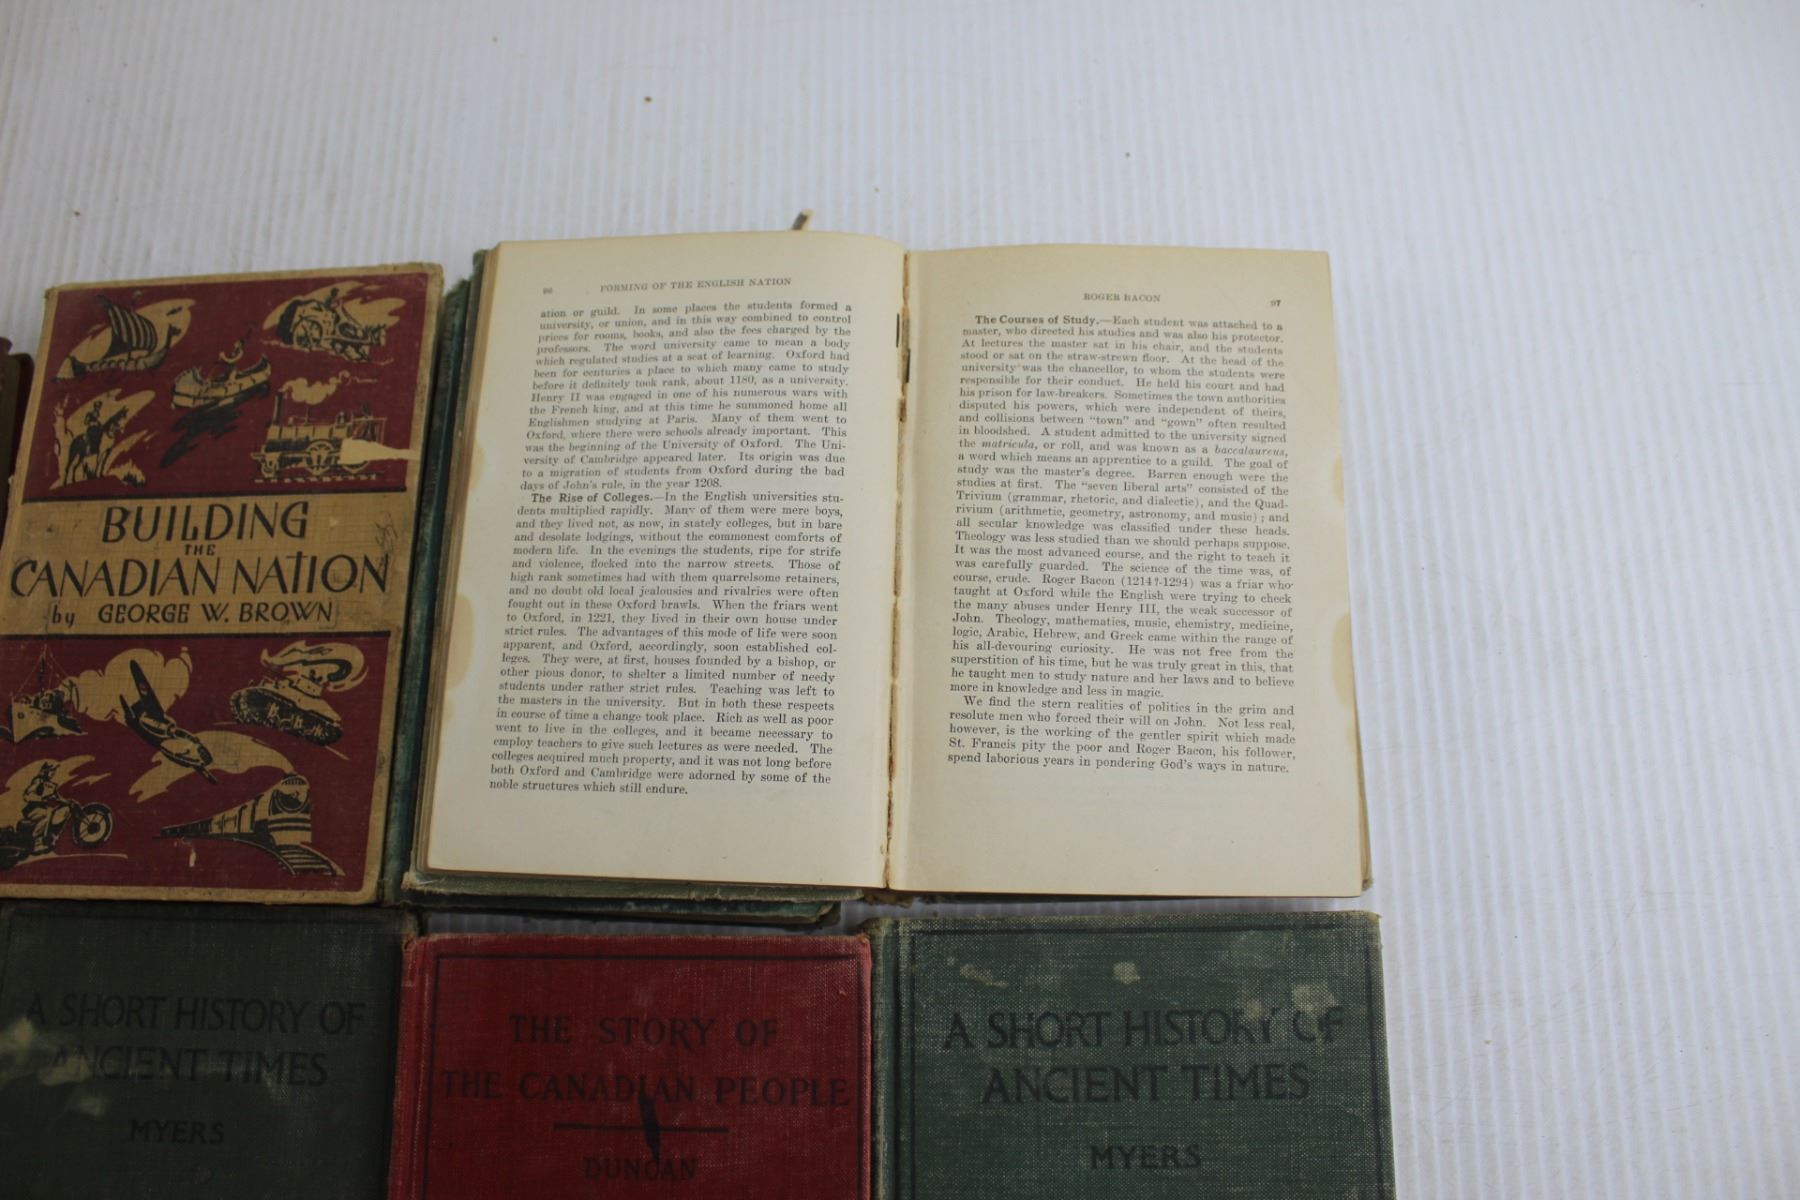 BUILDING
THE
CANADIAN NATION
by GEORGE W. BROWN
96 FORMING OF THE ENGLISH NATION
ation or guild. In some places the students formed a
university, or union, and in this way combined to control
prices for rooms, books, and also the fees charged by the
professors. The word university came to mean a body
which regulated studies at a seat of learning. Oxford had
been for centuries a place to which many came to study
before it definitely took rank, about 1180, as a university.
Henry II was engaged in one of his numerous wars with
the French king, and at this time he summoned home all
Englishmen studying at Paris. Many of them went to
Oxford, where there were schools already important. This
was the beginning of the University of Oxford. The Uni-
versity of Cambridge appeared later. Its origin was due
to a migration of students from Oxford during the bad
days of John's rule, in the year 1208.
The Rise of Colleges.—In the English universities stu-
dents multiplied rapidly. Many of them were mere boys,
and they lived not, as now, in stately colleges, but in bare
and desolate lodgings, without the commonest comforts of
modern life. In the evenings the students, ripe for strife
and violence, flocked into the narrow streets. Those of
high rank sometimes had with them quarrelsome retainers,
and no doubt old local jealousies and rivalries were often
fought out in these Oxford brawls. When the friars went
to Oxford, in 1221, they lived in their own house under
strict rules. The advantages of this mode of life were soon
apparent, and Oxford, accordingly, soon established col-
leges. They were, at first, houses founded by a bishop, or
other pious donor, to shelter a limited number of needy
students under rather strict rules. Teaching was left to
the masters in the university. But in both these respects
in course of time a change took place. Rich as well as poor
went to live in the colleges, and it became necessary to
employ teachers to give such lectures as were needed. The
colleges acquired much property, and it was not long before
both Oxford and Cambridge were adorned by some of the
noble structures which still endure.
ROGER BACON 97
The Courses of Study.—Each student was attached to a
master, who directed his studies and was also his protector.
At lectures the master sat in his chair, and the students
stood or sat on the straw-strewn floor. At the head of the
university was the chancellor, to whom the students were
responsible for their conduct. He held his court and had
his prison for law-breakers. Sometimes the town authorities
disputed his powers, which were independent of theirs,
and collisions between "town" and "gown" often resulted
in bloodshed. A student admitted to the university signed
the matricula, or roll, and was known as a baccalaureus,
a word which means an apprentice to a guild. The goal of
study was the master's degree. Barren enough were the
studies at first. The "seven liberal arts" consisted of the
Trivium (grammar, rhetoric, and dialectic), and the Quad-
rivium (arithmetic, geometry, astronomy, and music); and
all secular knowledge was classified under these heads.
Theology was less studied than we should perhaps suppose.
It was the most advanced course, and the right to teach it
was carefully guarded. The science of the time was, of
course, crude. Roger Bacon (1214?-1294) was a friar who
taught at Oxford while the English were trying to check
the many abuses under Henry III, the weak successor of
John. Theology, mathematics, music, chemistry, medicine,
logic, Arabic, Hebrew, and Greek came within the range of
his all-devouring curiosity. He was not free from the
superstition of his time, but he was truly great in this, that
he taught men to study nature and her laws and to believe
more in knowledge and less in magic.
We find the stern realities of politics in the grim and
resolute men who forced their will on John. Not less real,
however, is the working of the gentler spirit which made
St. Francis pity the poor and Roger Bacon, his follower,
spend laborious years in pondering God's ways in nature.
A SHORT HISTORY OF
ANCIENT TIMES
MYERS
THE STORY OF
THE CANADIAN PEOPLE
DUNCAN
A SHORT HISTORY OF
ANCIENT TIMES
MYERS